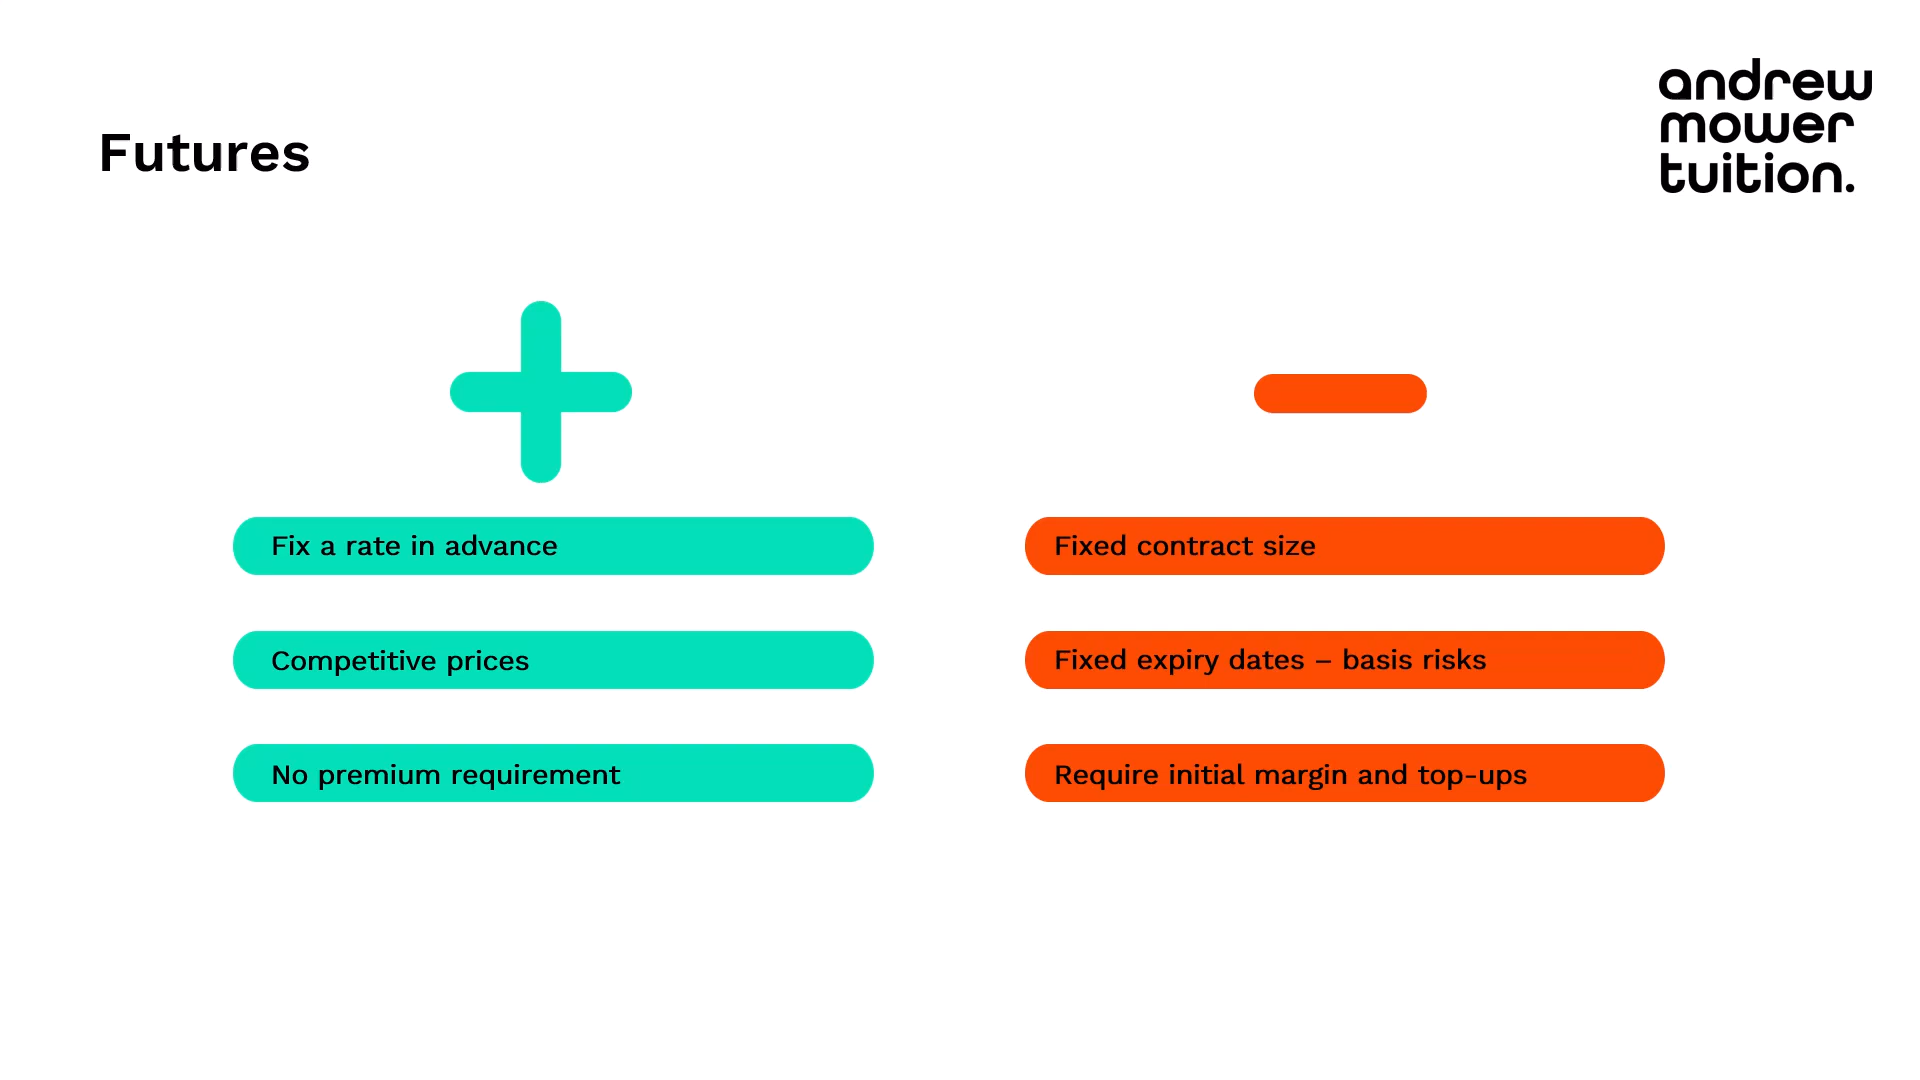 Futures
andrew
mower
tuition.
Fix a rate in advance
Competitive prices
No premium requirement
Fixed contract size
Fixed expiry dates – basis risks
Require initial margin and top-ups